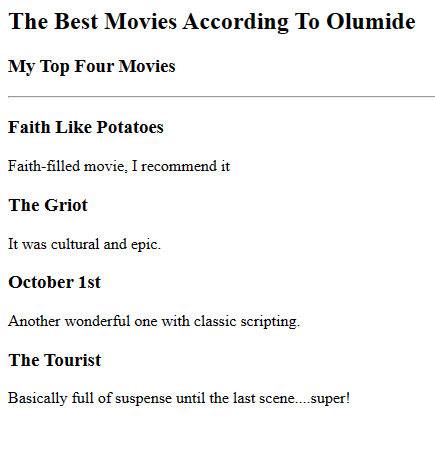 The Best Movies According To Olumide
My Top Four Movies
Faith Like Potatoes
Faith-filled movie, I recommend it
The Griot
It was cultural and epic.
October 1st
Another wonderful one with classic scripting.
The Tourist
Basically full of suspense until the last scene....super!